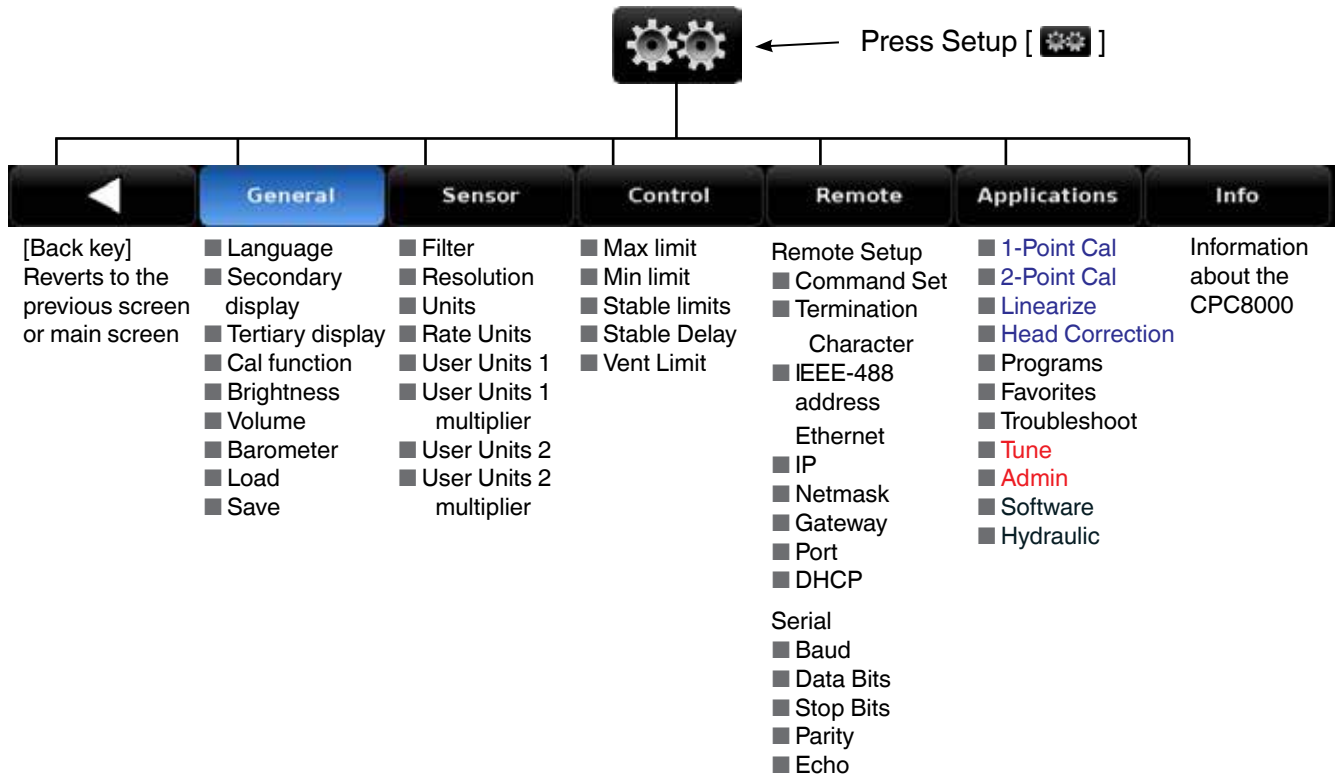 Press Setup [ ]
General
Sensor
Control
Remote
Applications
Info
[Back key]
Reverts to the
previous screen
or main screen
Language
Secondary
display
Tertiary display
Cal function
Brightness
Volume
Barometer
Load
Save
Filter
Resolution
Units
Rate Units
User Units 1
User Units 1
multiplier
User Units 2
User Units 2
multiplier
Max limit
Min limit
Stable limits
Stable Delay
Vent Limit
Remote Setup
Command Set
Termination
Character
IEEE-488
address
Ethernet
IP
Netmask
Gateway
Port
DHCP
Serial
Baud
Data Bits
Stop Bits
Parity
Echo
1-Point Cal
2-Point Cal
Linearize
Head Correction
Programs
Favorites
Troubleshoot
Tune
Admin
Software
Hydraulic
Information
about the
CPC8000